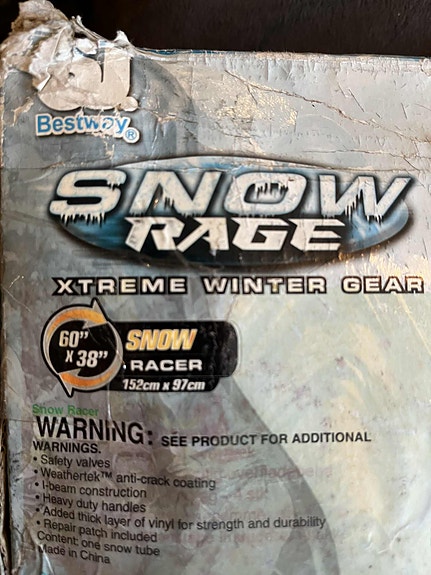 Bestway®
SNOW
RAGE
XTREME WINTER GEAR
60"
x 38"
SNOW
RACER
152cm x 97cm
Snow Racer
WARNING: SEE PRODUCT FOR ADDITIONAL
WARNINGS.
• Safety valves
• Weathertek™ anti-crack coating
• I-beam construction
• Heavy duty handles
• Added thick layer of vinyl for strength and durability
• Repair patch included
Content: one snow tube
Made in China